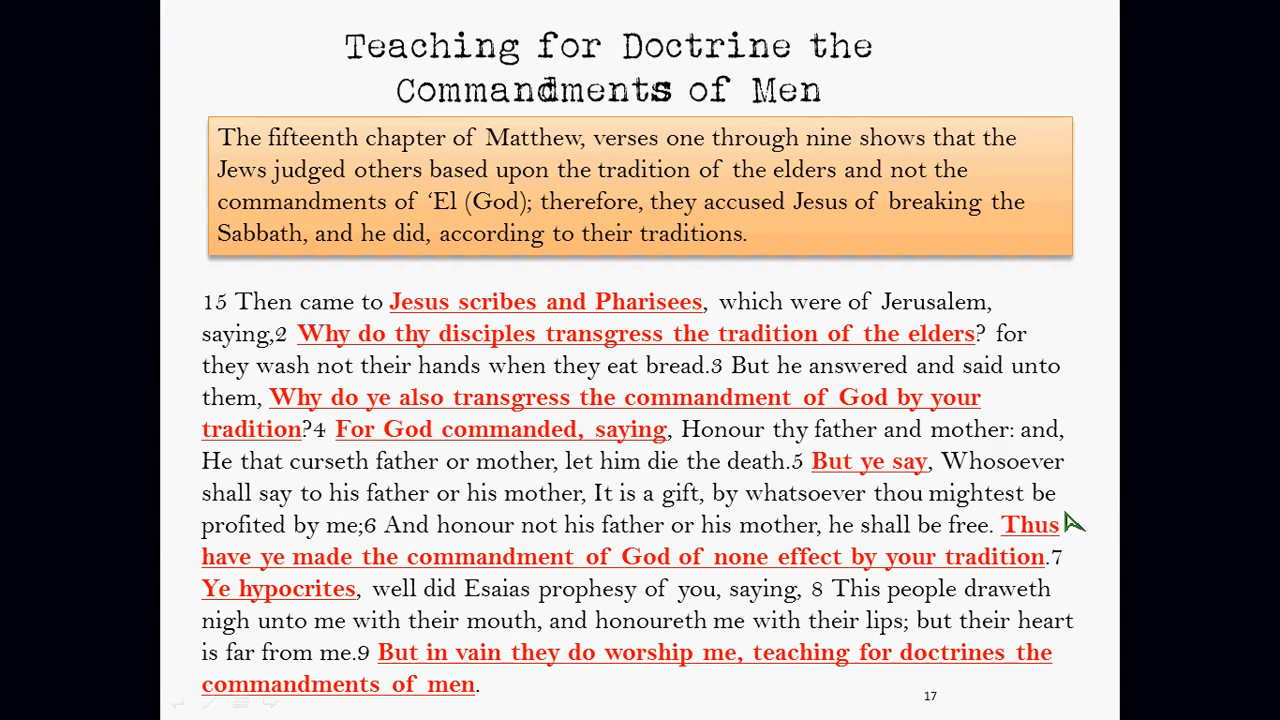 Teaching for Doctrine the
Commandments of Men
The fifteenth chapter of Matthew, verses one through nine shows that the
Jews judged others based upon the tradition of the elders and not the
commandments of ‘El (God); therefore, they accused Jesus of breaking the
Sabbath, and he did, according to their traditions.
15 Then came to Jesus scribes and Pharisees, which were of Jerusalem,
saying,2 Why do thy disciples transgress the tradition of the elders? for
they wash not their hands when they eat bread.3 But he answered and said unto
them, Why do ye also transgress the commandment of God by your
tradition?4 For God commanded, saying, Honour thy father and mother: and,
He that curseth father or mother, let him die the death.5 But ye say, Whosoever
shall say to his father or his mother, It is a gift, by whatsoever thou mightest be
profited by me;6 And honour not his father or his mother, he shall be free. Thus
have ye made the commandment of God of none effect by your tradition.7
Ye hypocrites, well did Esaias prophesy of you, saying, 8 This people draweth
nigh unto me with their mouth, and honoureth me with their lips; but their heart
is far from me.9 But in vain they do worship me, teaching for doctrines the
commandments of men.
17